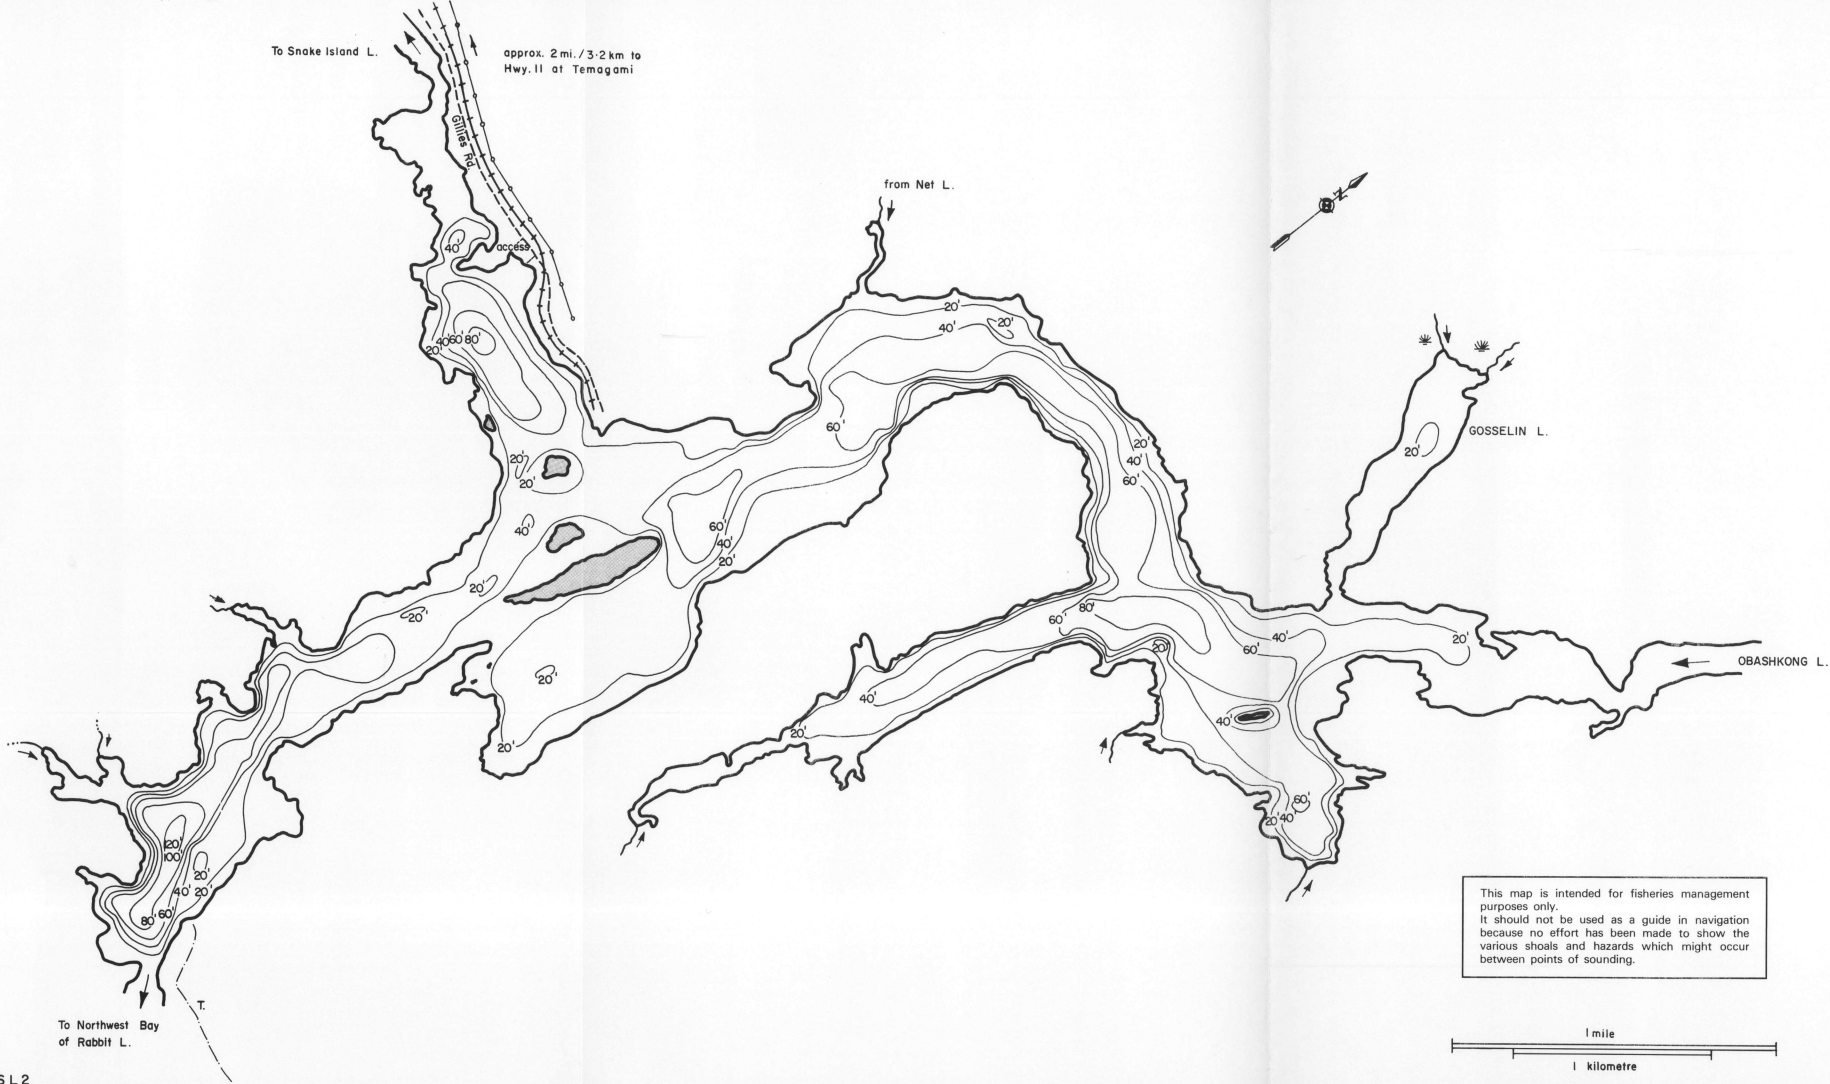 To Snake Island L.
approx. 2 mi./3·2 km to
Hwy. 11 at Temagami
Gillies Rd.
access
from Net L.
N
40'
20'
40'
60'
80'
20'
40'
20'
60'
20'
40'
60'
20'
20'
40'
60'
40'
20'
20'
20'
20'
20'
GOSSELIN L.
20'
80'
60'
20'
40'
60'
20'
40'
20'
40'
60'
20'
40'
OBASHKONG L.
120'
100'
20'
40'
20'
80'
60'
T.
To Northwest Bay
of Rabbit L.
This map is intended for fisheries management
purposes only.
It should not be used as a guide in navigation
because no effort has been made to show the
various shoals and hazards which might occur
between points of sounding.
1 mile
1 kilometre
SL2